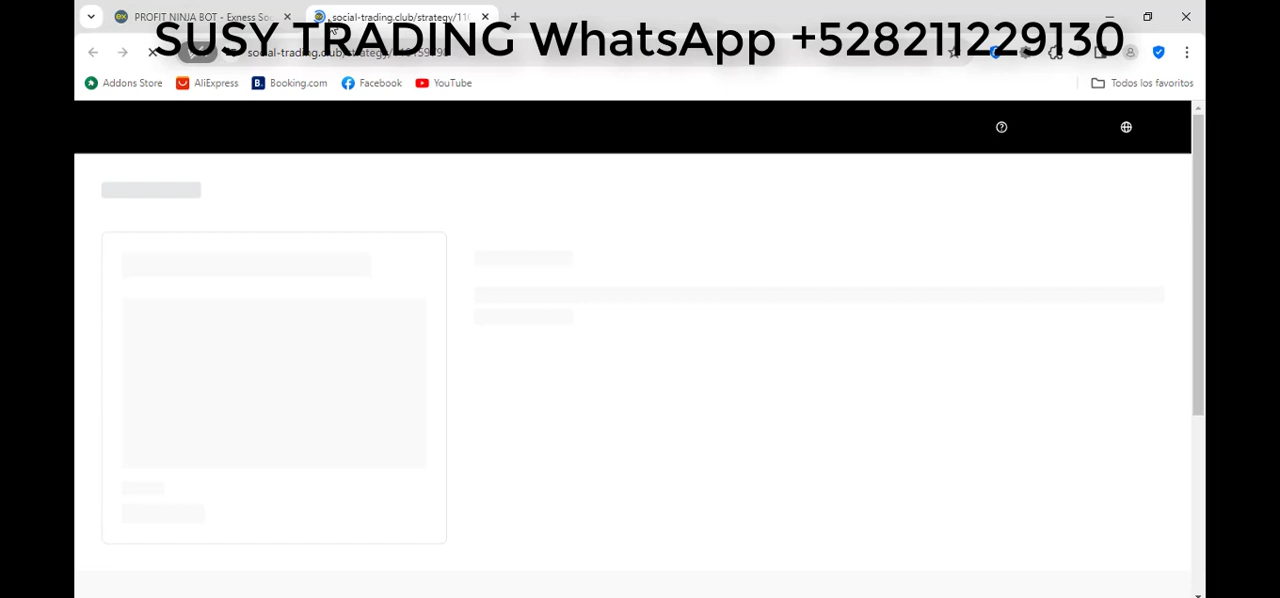 PROFIT NINJA BOT - Exness So
social-trading.club/strategy/11
SUSY TRADING WhatsApp +528211229130
Addons Store
AliExpress
Booking.com
Facebook
YouTube
Todos los favoritos